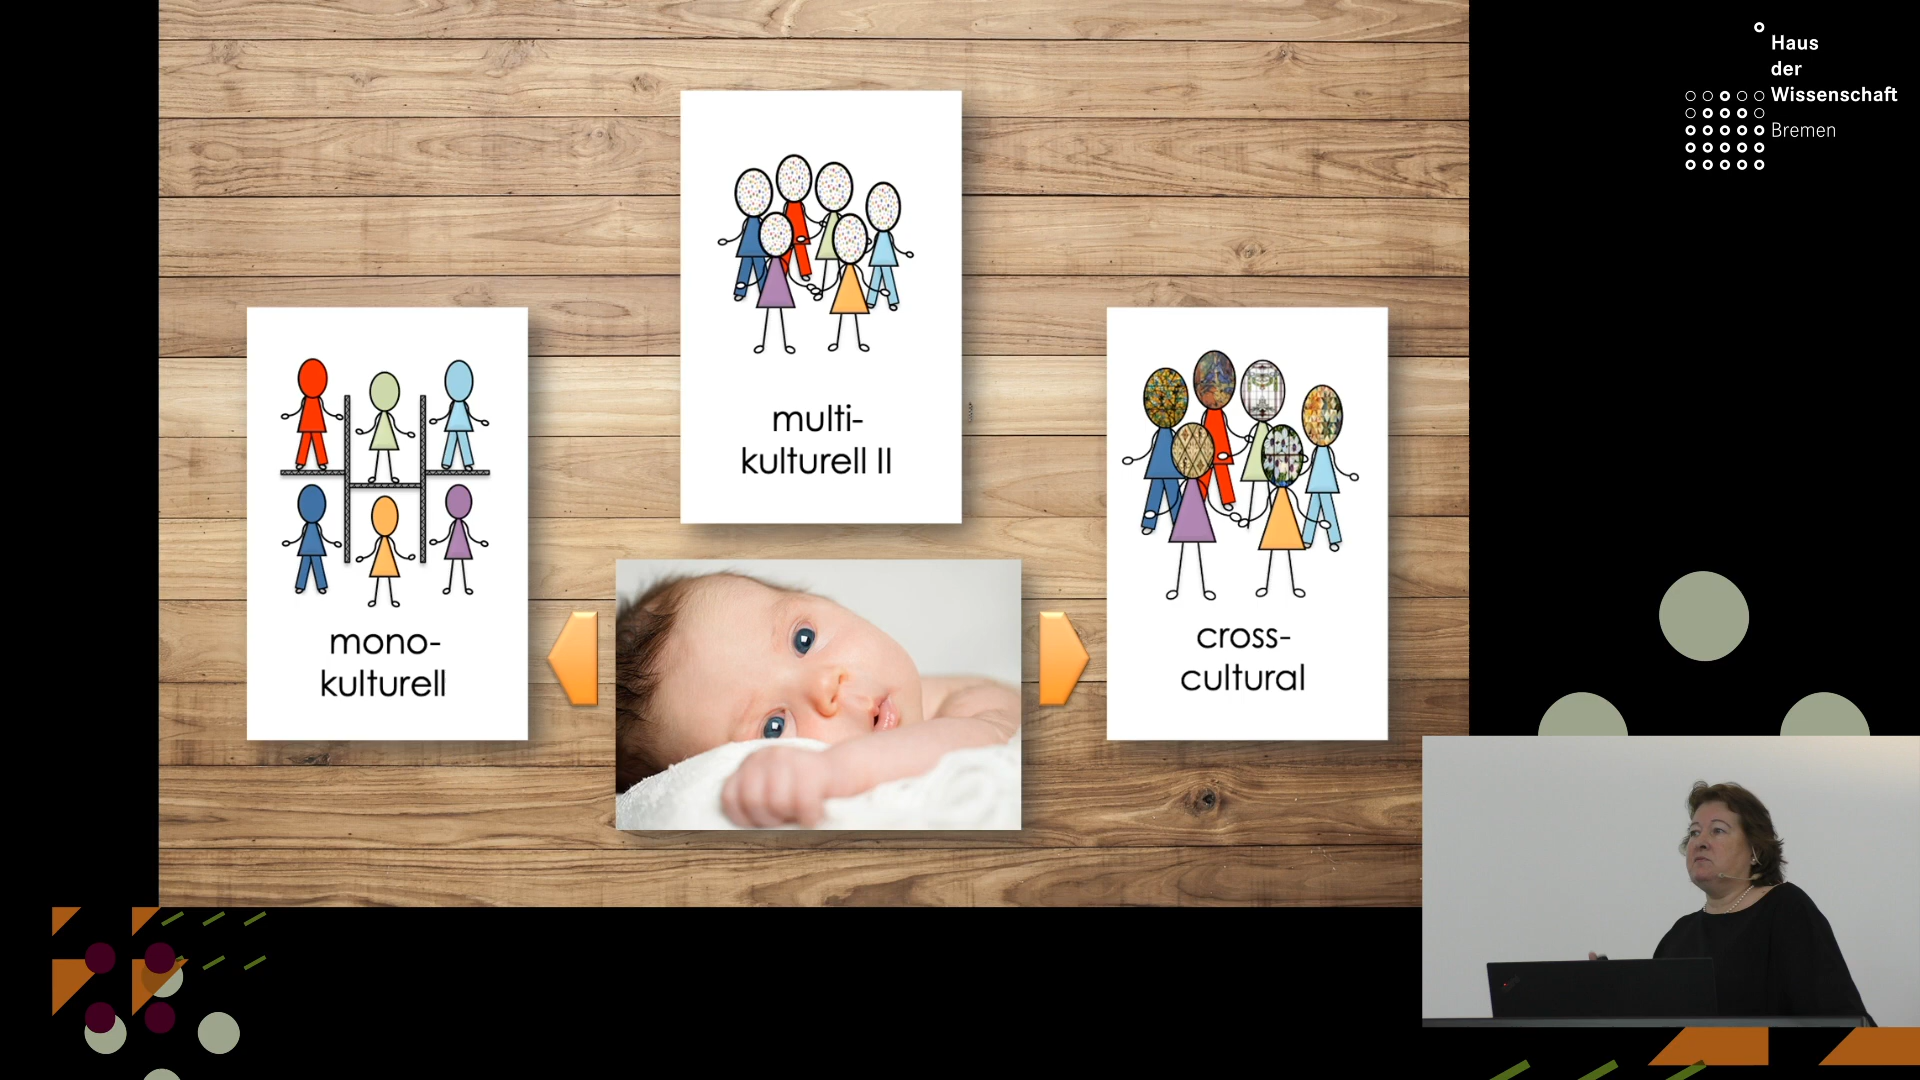 Haus
der
Wissenschaft
Bremen
multi-
kulturell II
mono-
kulturell
cross-
cultural